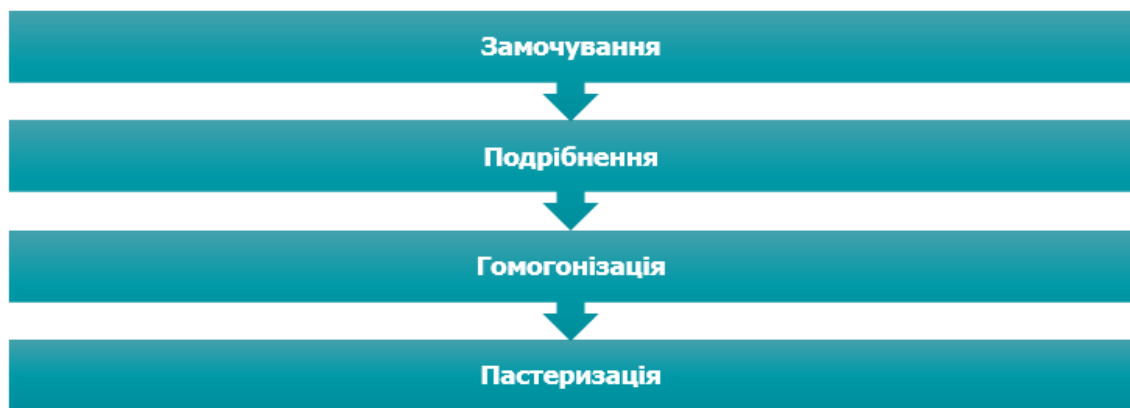 Замочування
Подрібнення
Гомогонізація
Пастеризація